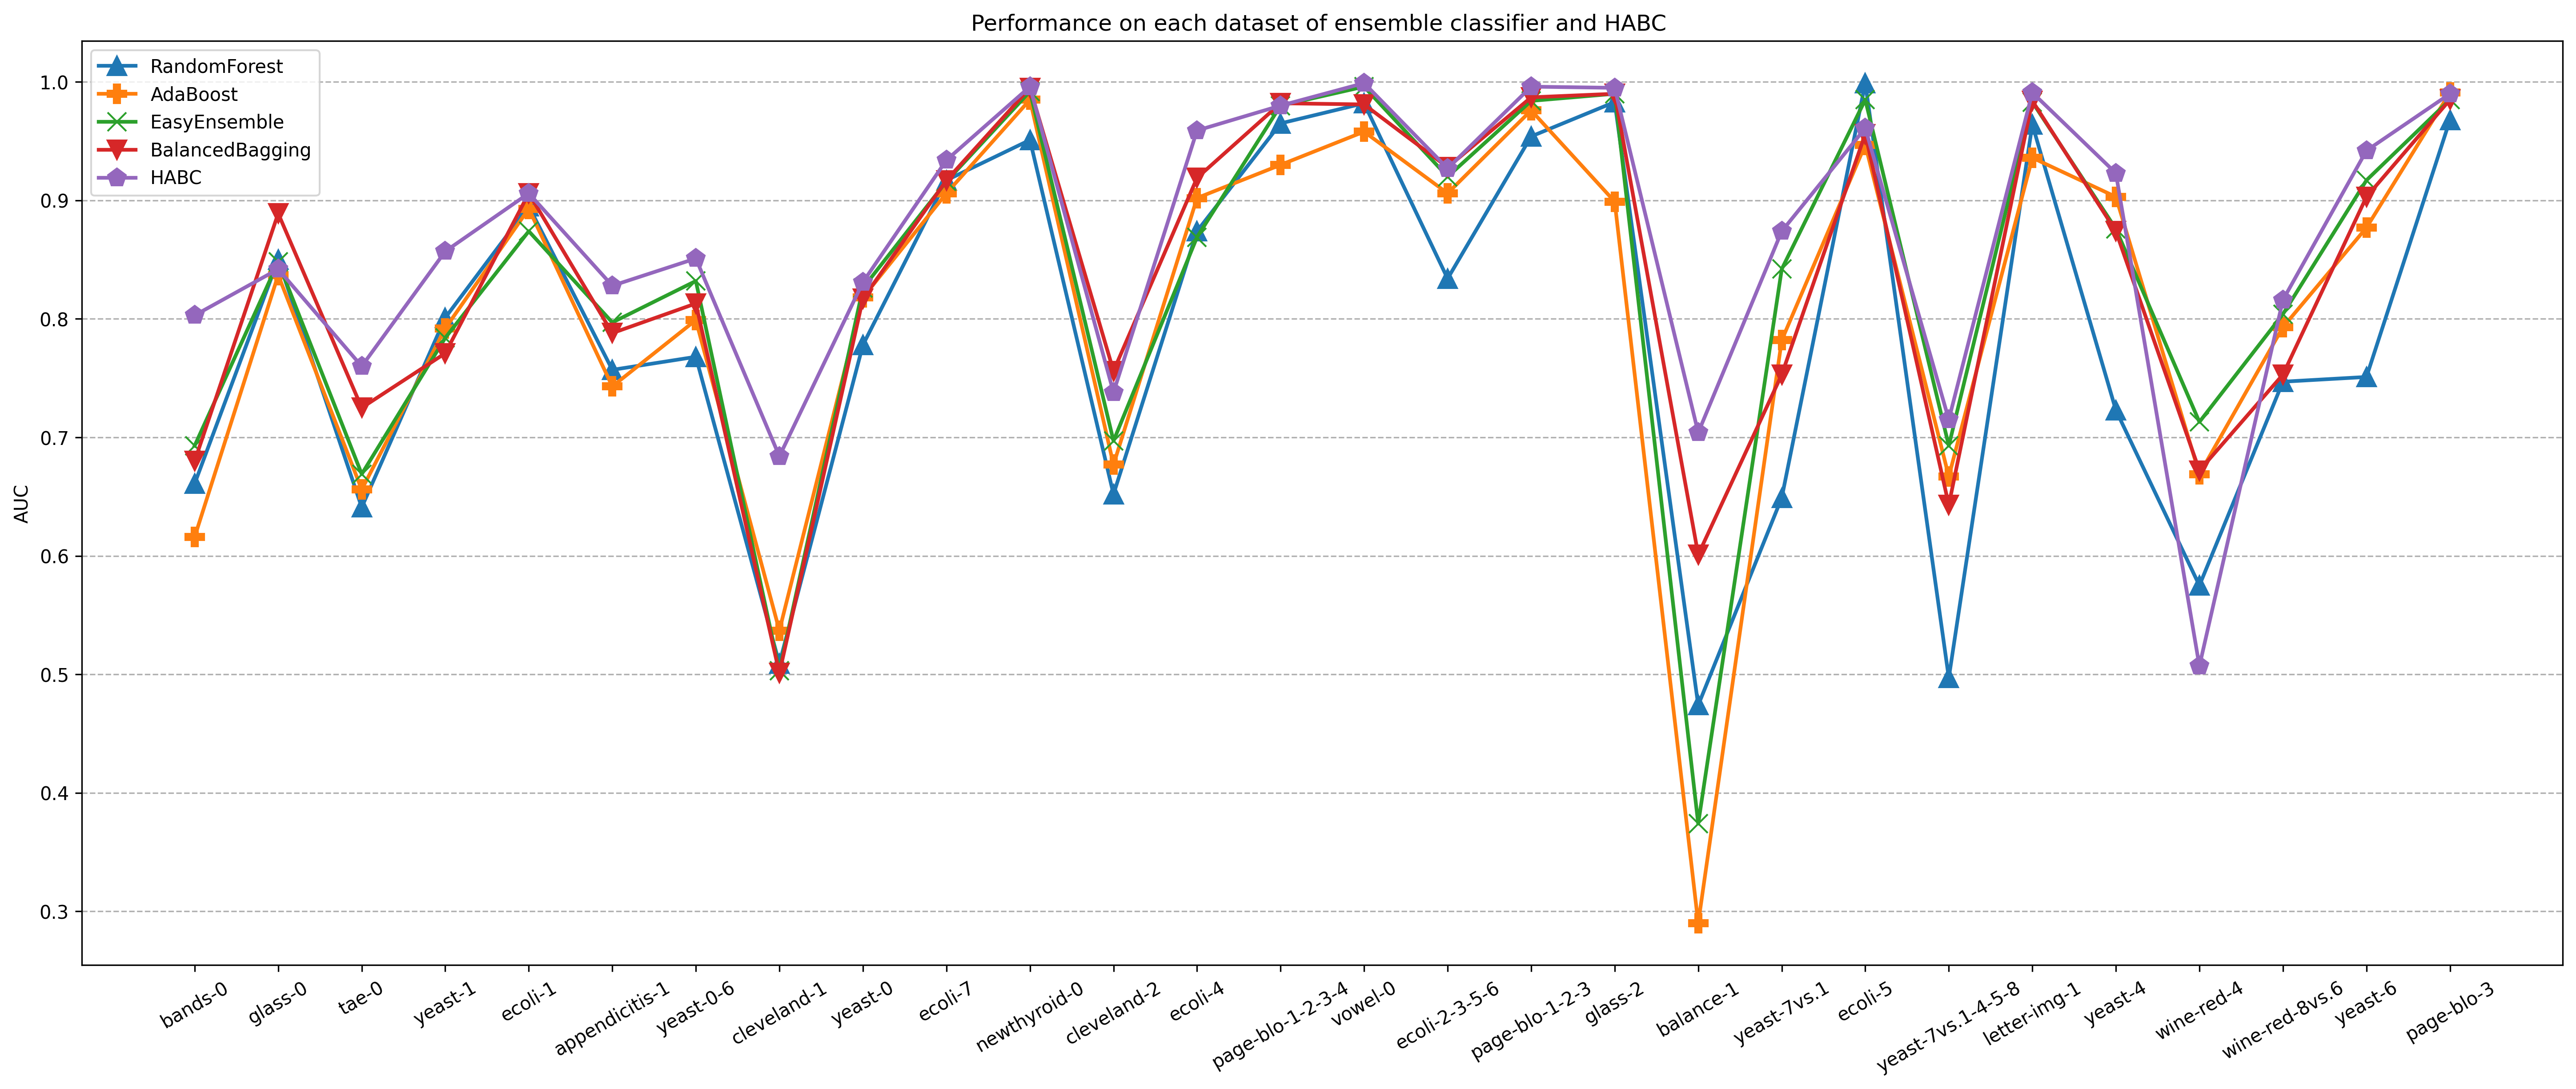 Performance on each dataset of ensemble classifier and HABC
RandomForest
AdaBoost
EasyEnsemble
BalancedBagging
HABC
AUC
1.0
0.9
0.8
0.7
0.6
0.5
0.4
0.3
bands-0
glass-0
tae-0
yeast-1
ecoli-1
appendicitis-1
yeast-0-6
cleveland-1
yeast-0
ecoli-7
newthyroid-0
cleveland-2
ecoli-4
page-blo-1-2-3-4
vowel-0
ecoli-2-3-5-6
page-blo-1-2-3
glass-2
balance-1
yeast-7vs.1
ecoli-5
yeast-7vs.1-4-5-8
letter-img-1
yeast-4
wine-red-4
wine-red-8vs.6
yeast-6
page-blo-3